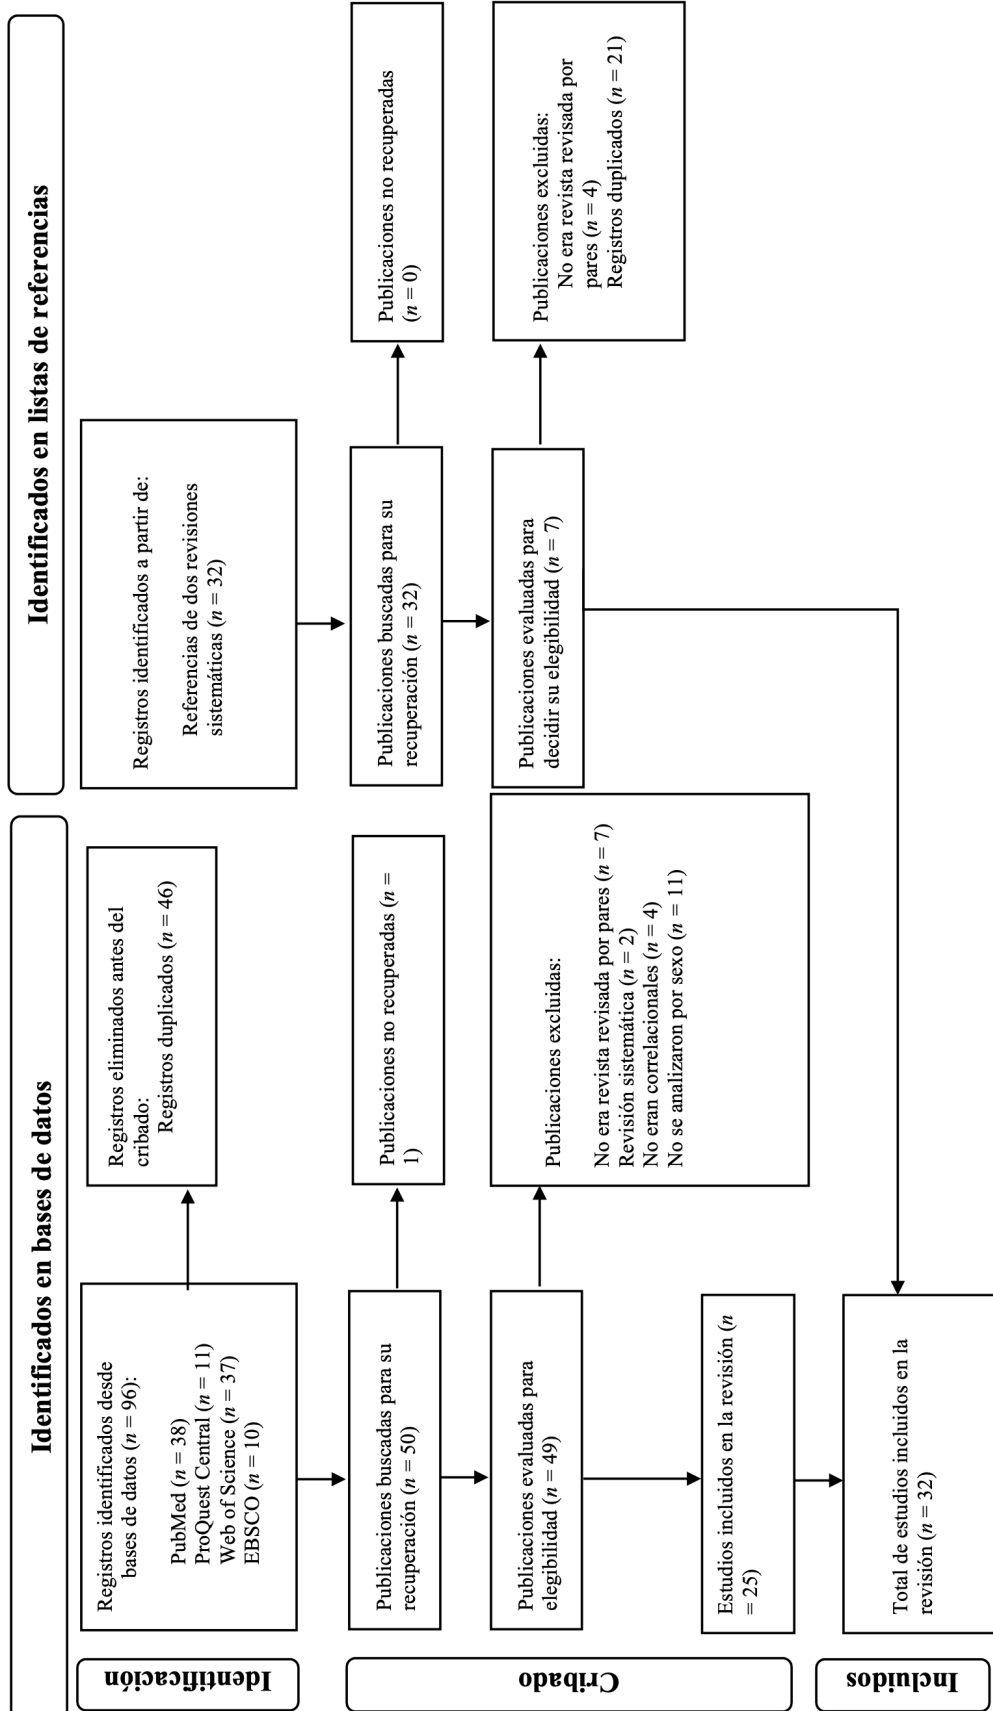 Identificados en bases de datos
Identificados en listas de referencias
Identificación
Registros identificados desde
bases de datos (n = 96):
PubMed (n = 38)
ProQuest Central (n = 11)
Web of Science (n = 37)
EBSCO (n = 10)
Registros eliminados antes del
cribado:
Registros duplicados (n = 46)
Registros identificados a partir de:
Referencias de dos revisiones
sistemáticas (n = 32)
Cribado
Publicaciones buscadas para su
recuperación (n = 50)
Publicaciones no recuperadas (n =
1)
Publicaciones buscadas para su
recuperación (n = 32)
Publicaciones no recuperadas
(n = 0)
Publicaciones evaluadas para
elegibilidad (n = 49)
Publicaciones excluidas:
No era revista revisada por pares (n = 7)
Revisión sistemática (n = 2)
No eran correlacionales (n = 4)
No se analizaron por sexo (n = 11)
Publicaciones evaluadas para
decidir su elegibilidad (n = 7)
Publicaciones excluidas:
No era revista revisada por
pares (n = 4)
Registros duplicados (n = 21)
Estudios incluidos en la revisión (n
= 25)
Incluidos
Total de estudios incluidos en la
revisión (n = 32)